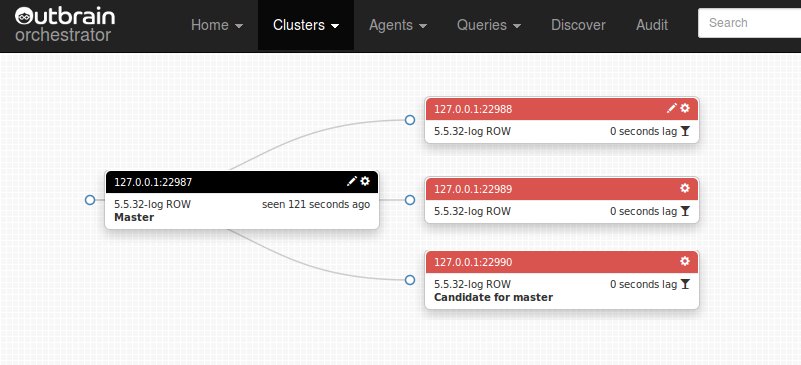 Outbrain
orchestrator
Home
Clusters
Agents
Queries
Discover
Audit
Search
127.0.0.1:22988
5.5.32-log ROW 0 seconds lag
127.0.0.1:22987
5.5.32-log ROW seen 121 seconds ago
Master
127.0.0.1:22989
5.5.32-log ROW 0 seconds lag
127.0.0.1:22990
5.5.32-log ROW 0 seconds lag
Candidate for master